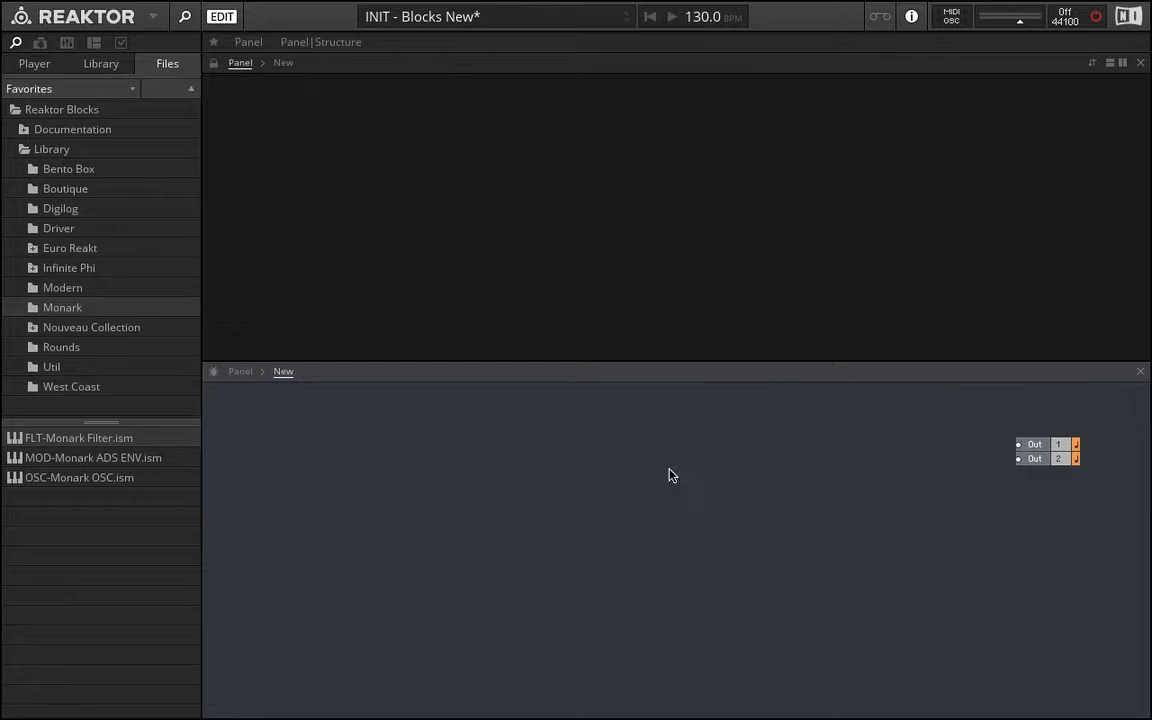 REAKTOR EDIT INIT - Blocks New* 130.0 BPM MIDI OSC Off 44100
Panel Panel|Structure
Player Library Files
Panel New
Favorites
Reaktor Blocks
Documentation
Library
Bento Box
Boutique
Digilog
Driver
Euro Reakt
Infinite Phi
Modern
Monark
Nouveau Collection
Rounds
Util
West Coast
Panel New
FLT-Monark Filter.ism
MOD-Monark ADS ENV.ism
OSC-Monark OSC.ism
Out 1
Out 2